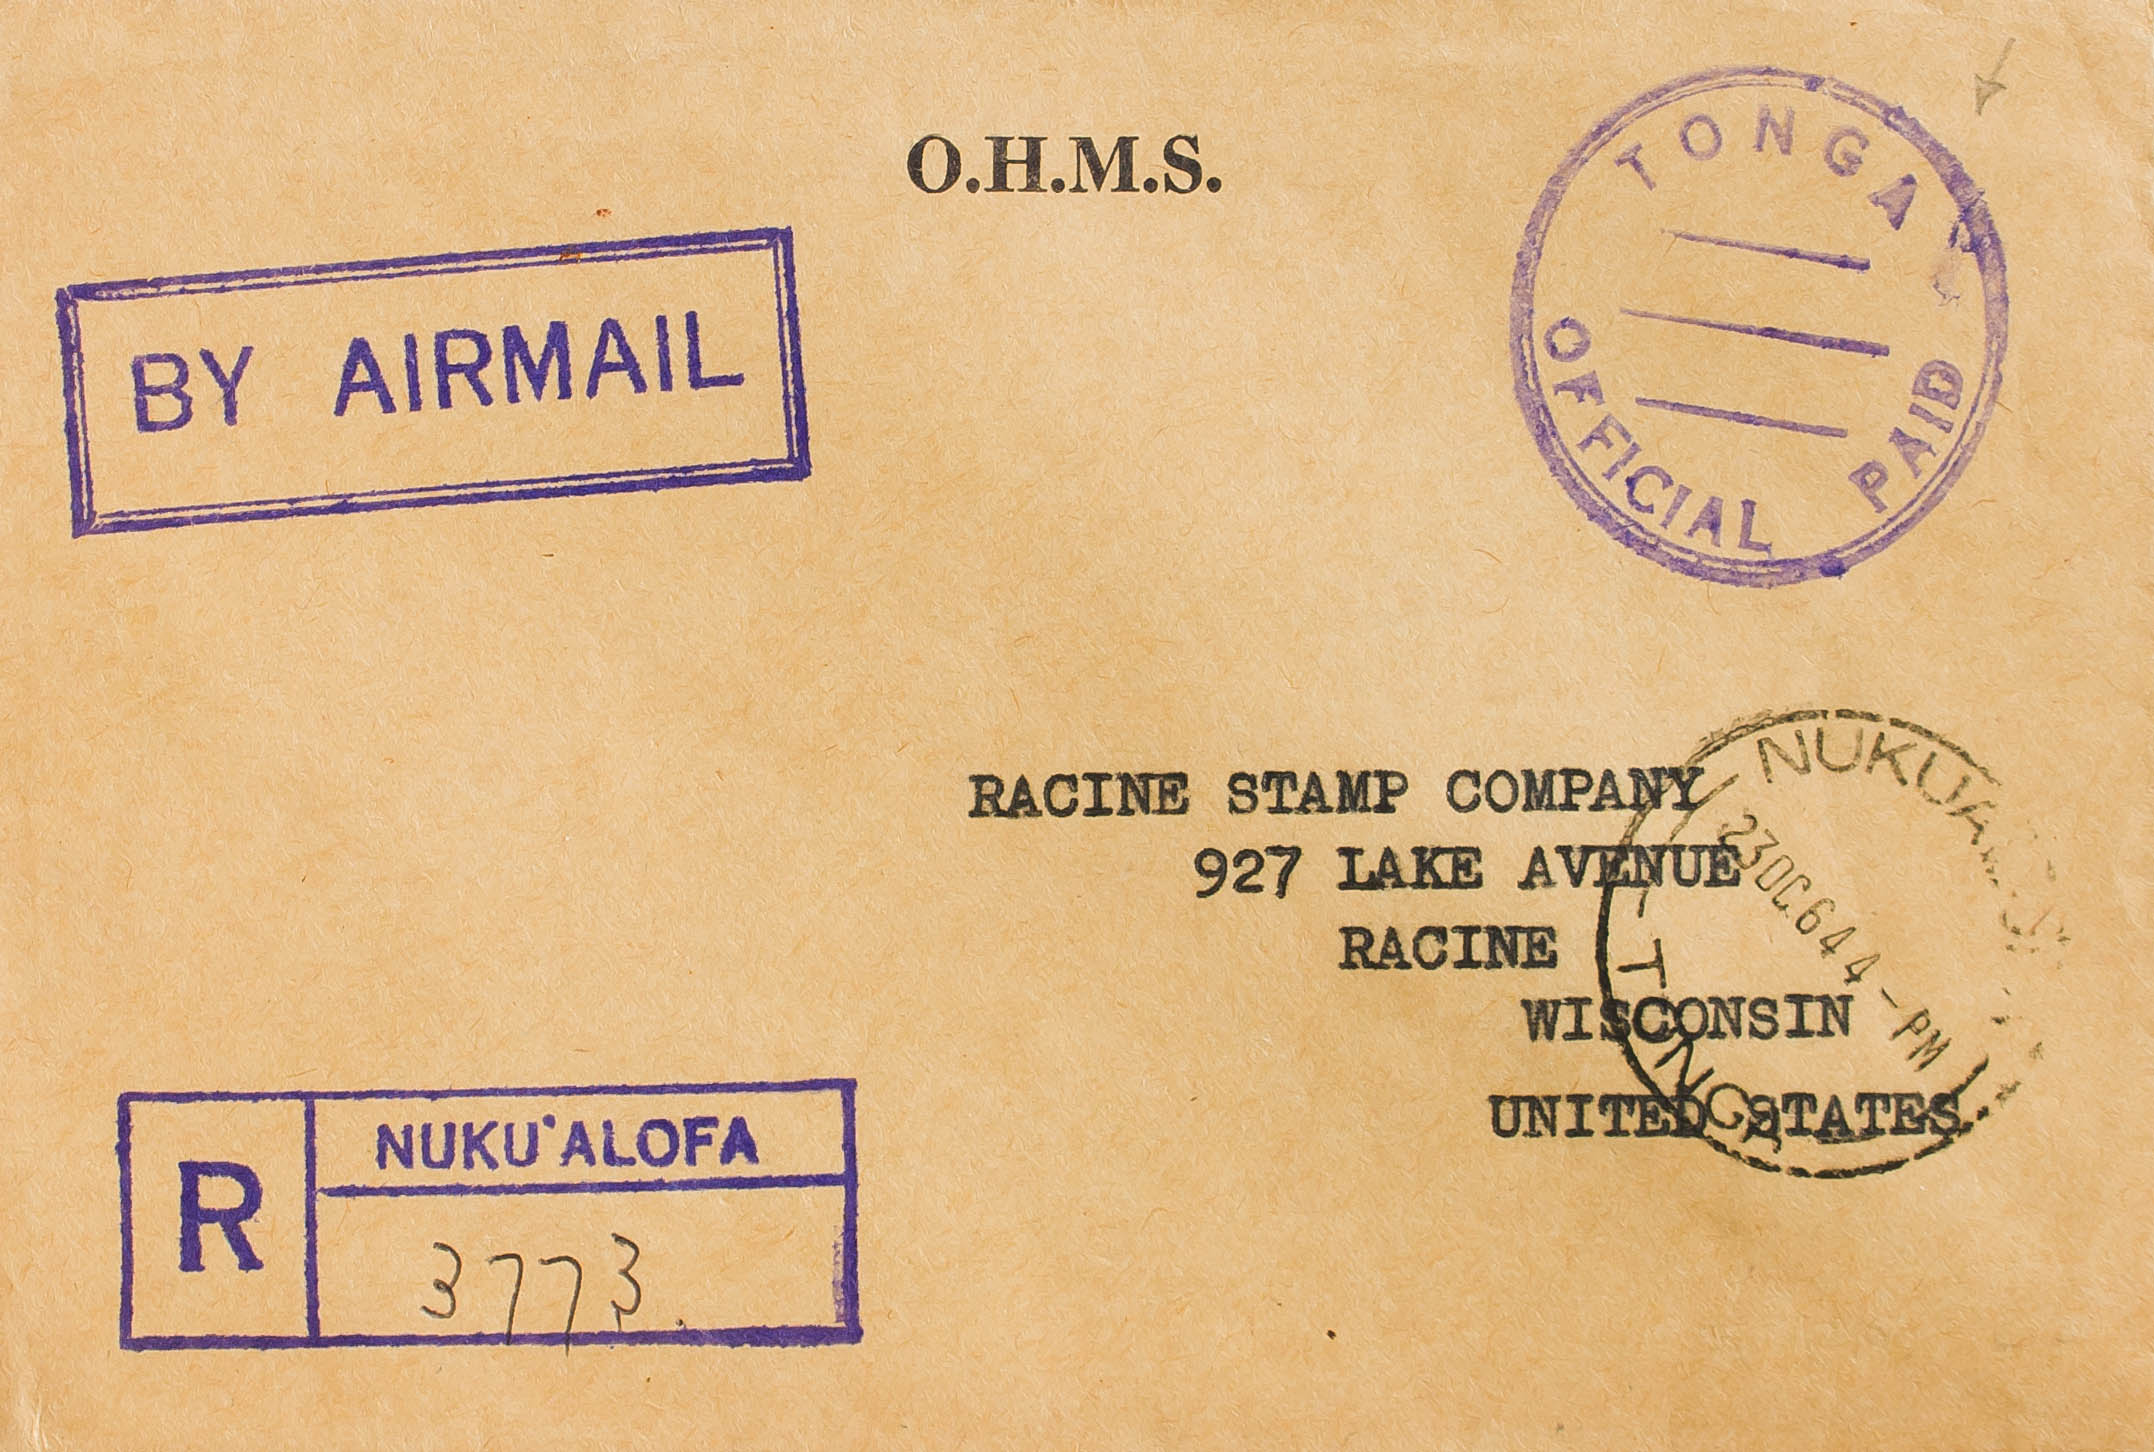 O.H.M.S.
TONGA
OFFICIAL PAID
BY AIRMAIL
RACINE STAMP COMPANY
927 LAKE AVENUE
RACINE
WISCONSIN
UNITED STATES.
23 OC 64 4 - PM
TONGA
R
NUKU'ALOFA
3773.